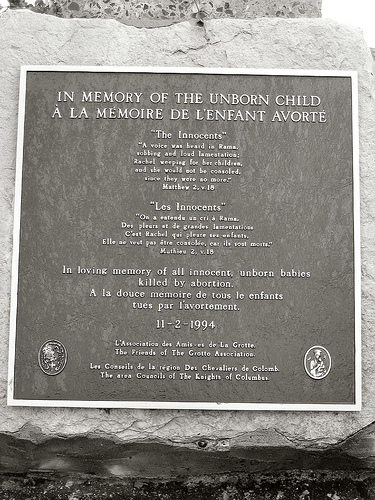 IN MEMORY OF THE UNBORN CHILD
À LA MÉMOIRE DE L'ENFANT AVORTÉ
"The Innocents"
"A voice was heard in Rama,
sobbing and loud lamentation;
Rachel weeping for her children,
and she would not be consoled,
since they were no more."
Matthew 2, v.18
"Les Innocents"
"On a entendu un cri à Rama.
Des pleurs et de grandes lamentations
C'est Rachel qui pleure ses enfants,
Elle ne veut pas être consolée, car ils sont morts."
Mathieu 2, v.18
In loving memory of all innocent, unborn babies
killed by abortion.
A la douce memoire de tous le enfants
tués par l'avortement.
11-2-1994
L'Association des Amis-es de La Grotte.
The Friends of The Grotto Association.
Les Conseils de la région Des Chevaliers de Colomb.
The area Councils of The Knights of Columbus.